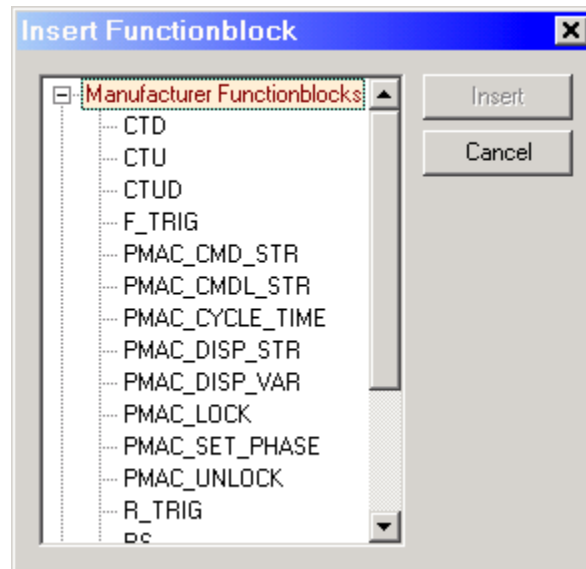 Insert Functionblock
Manufacturer Functionblocks
Insert
CTD
CTU
Cancel
CTUD
F_TRIG
PMAC_CMD_STR
PMAC_CMDL_STR
PMAC_CYCLE_TIME
PMAC_DISP_STR
PMAC_DISP_VAR
PMAC_LOCK
PMAC_SET_PHASE
PMAC_UNLOCK
R_TRIG